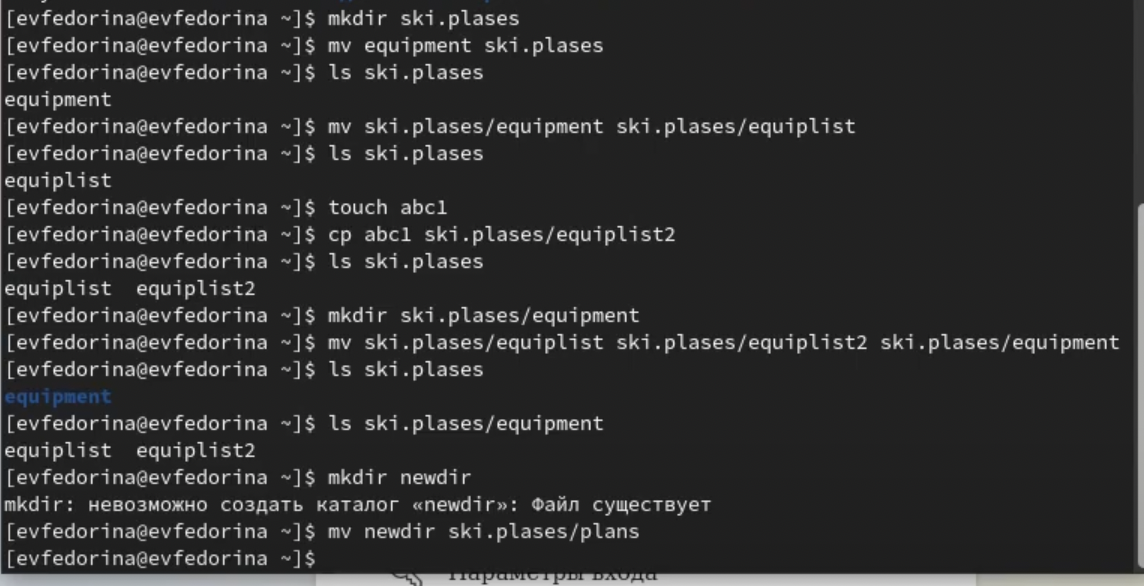 [evfedorina@evfedorina ~]$ mkdir ski.plases
[evfedorina@evfedorina ~]$ mv equipment ski.plases
[evfedorina@evfedorina ~]$ ls ski.plases
equipment
[evfedorina@evfedorina ~]$ mv ski.plases/equipment ski.plases/equiplist
[evfedorina@evfedorina ~]$ ls ski.plases
equiplist
[evfedorina@evfedorina ~]$ touch abc1
[evfedorina@evfedorina ~]$ cp abc1 ski.plases/equiplist2
[evfedorina@evfedorina ~]$ ls ski.plases
equiplist  equiplist2
[evfedorina@evfedorina ~]$ mkdir ski.plases/equipment
[evfedorina@evfedorina ~]$ mv ski.plases/equiplist ski.plases/equiplist2 ski.plases/equipment
[evfedorina@evfedorina ~]$ ls ski.plases
equipment
[evfedorina@evfedorina ~]$ ls ski.plases/equipment
equiplist  equiplist2
[evfedorina@evfedorina ~]$ mkdir newdir
mkdir: невозможно создать каталог «newdir»: Файл существует
[evfedorina@evfedorina ~]$ mv newdir ski.plases/plans
[evfedorina@evfedorina ~]$
Параметры входа